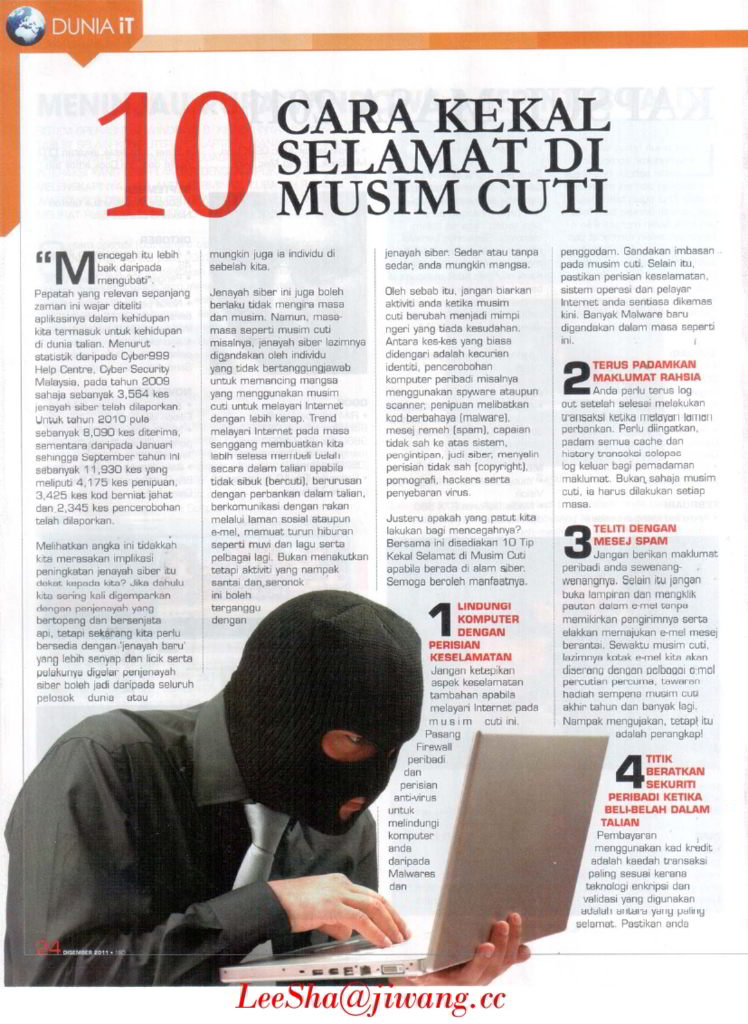 DUNIA iT
10
CARA KEKAL
SELAMAT DI
MUSIM CUTI
“Mencegah itu lebih
baik daripada
mengubati”.
Pepatah yang relevan sepanjang
zaman ini wajar diteliti
aplikasinya dalam kehidupan
kita termasuk untuk kehidupan
di dunia talian. Menurut
statistik daripada Cyber999
Help Centre, Cyber Security
Malaysia, pada tahun 2009
sahaja sebanyak 3,564 kes
jenayah siber telah dilaporkan.
Untuk tahun 2010 pula
sebanyak 8,090 kes diterima,
sementara daripada Januari
sehingga September tahun ini
sebanyak 11,930 kes yang
meliputi 4,175 kes penipuan,
3,425 kes kod berniat jahat
dan 2,345 kes pencerobohan
telah dilaporkan.
Melihatkan angka ini tidakkah
kita merasakan implikasi
peningkatan jenayah siber itu
dekat kepada kita? Jika dahulu
kita sering kali digemparkan
dengan penjenayah yang
bertopeng dan bersenjata
api, tetapi sekarang kita perlu
bersedia dengan ‘jenayah baru’
yang lebih senyap dan licik serta
pelakunya digelar penjenayah
siber boleh jadi daripada seluruh
pelosok dunia atau
mungkin juga ia individu di
sebelah kita.
Jenayah siber ini juga boleh
berlaku tidak mengira masa
dan musim. Namun, masa-
masa seperti musim cuti
misalnya, jenayah siber lazimnya
digandakan oleh individu
yang tidak bertanggungjawab
untuk memancing mangsa
yang menggunakan musim
cuti untuk melayari Internet
dengan lebih kerap. Trend
melayari Internet pada masa
senggang membuatkan kita
lebih selesa membeli belah
secara dalam talian apabila
tidak sibuk (bercuti), berurusan
dengan perbankan dalam talian,
berkomunikasi dengan rakan
melalui laman sosial ataupun
e-mel, memuat turun hiburan
seperti muvi dan lagu serta
pelbagai lagi. Bukan menakutkan
tetapi aktiviti yang nampak
santai dan seronok
ini boleh
terganggu
dengan
jenayah siber. Sedar atau tanpa
sedar, anda mungkin mangsa.
Oleh sebab itu, jangan biarkan
aktiviti anda ketika musim
cuti berubah menjadi mimpi
ngeri yang tiada kesudahan.
Antara kes-kes yang biasa
didengari adalah kecurian
identiti, pencerobohan
komputer peribadi misalnya
menggunakan spyware ataupun
scanner, penipuan melibatkan
kod berbahaya (malware),
mesej remeh (spam), capaian
tidak sah ke atas sistem,
pengintipan, judi siber, menyalin
perisian tidak sah (copyright),
pornografi, hackers serta
penyebaran virus.
Justeru apakah yang patut kita
lakukan bagi mencegahnya?
Bersama ini disediakan 10 Tip
Kekal Selamat di Musim Cuti
apabila berada di alam siber.
Semoga beroleh manfaatnya.
1 LINDUNGI
KOMPUTER
DENGAN
PERISIAN
KESELAMATAN
Jangan ketepikan
aspek keselamatan
tambahan apabila
melayari Internet pada
musim cuti ini.
Pasang
Firewall
peribadi
dan
perisian
anti-virus
untuk
melindungi
komputer
anda
daripada
Malwares
dan
penggodam. Gandakan imbasan
pada musim cuti. Selain itu,
pastikan perisian keselamatan,
sistem operasi dan pelayar
Internet anda sentiasa dikemas
kini. Banyak Malware baru
digandakan dalam masa seperti
ini.
2 TERUS PADAMKAN
MAKLUMAT RAHSIA
Anda perlu terus log
out setelah selesai melakukan
transaksi ketika melayari laman
perbankan. Perlu diingatkan,
padam semua cache dan
history transaksi selepas
log keluar bagi pemadaman
maklumat. Bukan sahaja musim
cuti, ia harus dilakukan setiap
masa.
3 TELITI DENGAN
MESEJ SPAM
Jangan berikan maklumat
peribadi anda sewenang-
wenangnya. Selain itu jangan
buka lampiran dan mengklik
pautan dalam e-mel tanpa
memikirkan pengirimnya serta
elakkan memajukan e-mel mesej
berantai. Sewaktu musim cuti,
lazimnya kotak e-mel kita akan
diserang dengan pelbagai e-mel
percutian percuma, tawaran
hadiah sempena musim cuti
akhir tahun dan banyak lagi.
Nampak mengujakan, tetapi itu
adalah perangkap!
4 TITIK
BERATKAN
SEKURITI
PERIBADI KETIKA
BELI-BELAH DALAM
TALIAN
Pembayaran
menggunakan kad kredit
adalah kaedah transaksi
paling sesuai kerana
teknologi enkripsi dan
validasi yang digunakan
adalah antara yang paling
selamat. Pastikan anda
24 DISEMBER 2011 •
LeeSha@jiwang.cc